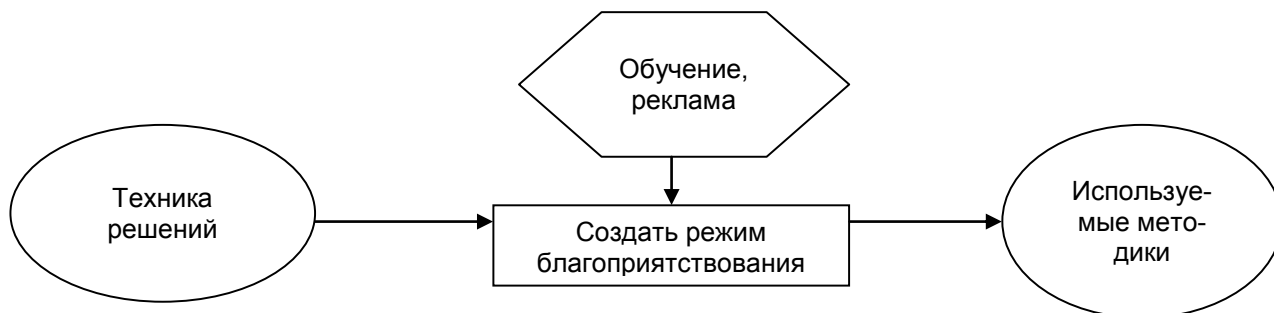 Обучение,
реклама
Техника
решений
Создать режим
благоприятствования
Используе-
мые мето-
дики